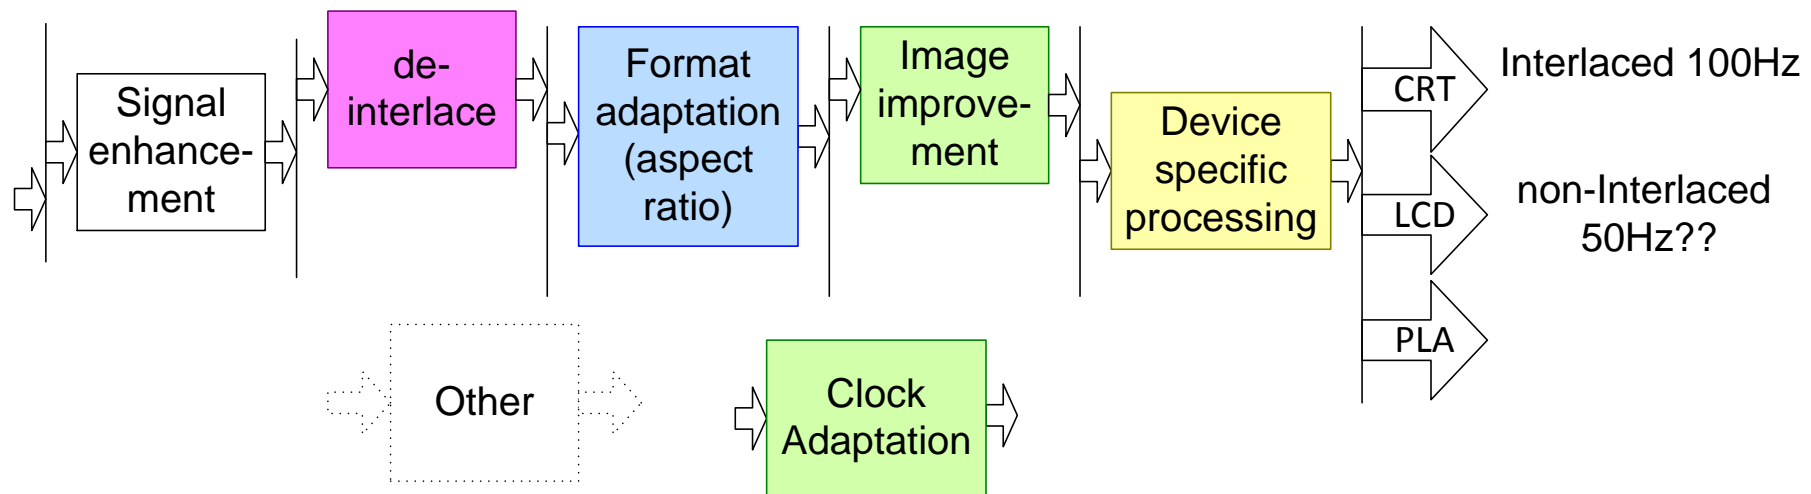 Signal
enhance-
ment
de-
interlace
Format
adaptation
(aspect
ratio)
Image
improve-
ment
Device
specific
processing
CRT
Interlaced 100Hz
LCD
non-Interlaced
50Hz??
PLA
Other
Clock
Adaptation